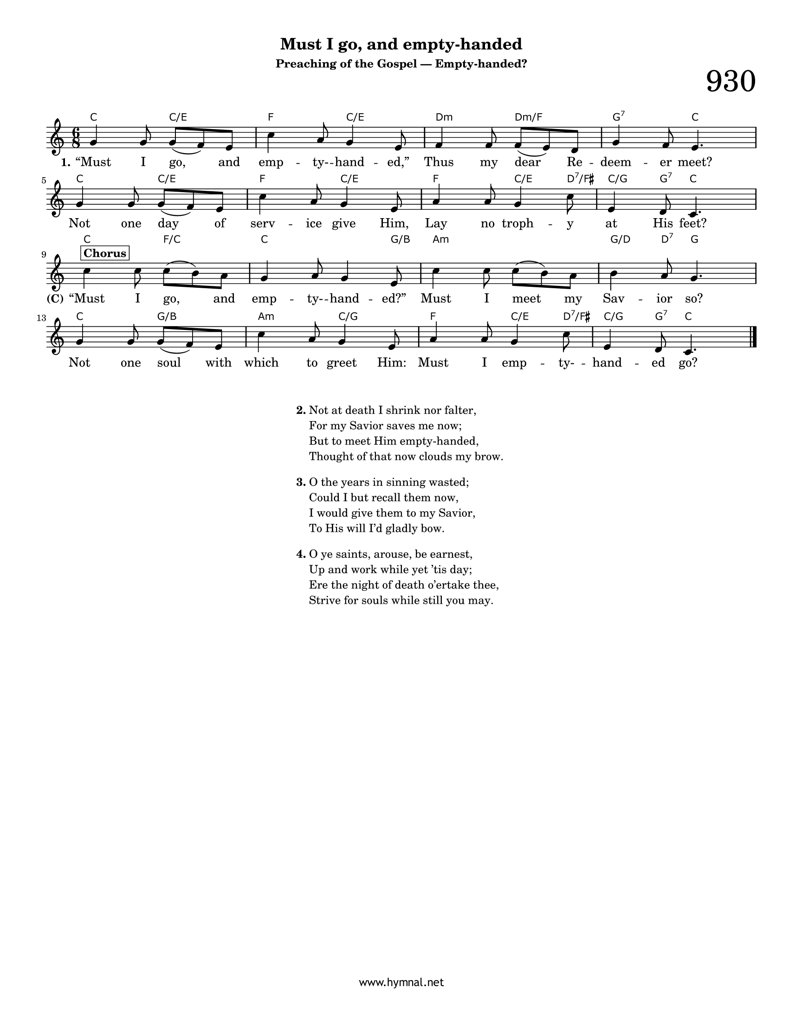 Must I go, and empty-handed
Preaching of the Gospel — Empty-handed?
930
C C/E F C/E Dm Dm/F G7 C
6
8
1. “Must I go, and emp - ty--hand - ed,” Thus my dear Re - deem - er meet?
5
C C/E F C/E F C/E D7/F♯ C/G G7 C
Not one day of serv - ice give Him, Lay no troph - y at His feet?
C F/C C G/B Am G/D D7 G
9
Chorus
(C) “Must I go, and emp - ty--hand - ed?” Must I meet my Sav - ior so?
13
C G/B Am C/G F C/E D7/F♯ C/G G7 C
Not one soul with which to greet Him: Must I emp - ty- - hand - ed go?
2. Not at death I shrink nor falter,
For my Savior saves me now;
But to meet Him empty-handed,
Thought of that now clouds my brow.
3. O the years in sinning wasted;
Could I but recall them now,
I would give them to my Savior,
To His will I’d gladly bow.
4. O ye saints, arouse, be earnest,
Up and work while yet ’tis day;
Ere the night of death o’ertake thee,
Strive for souls while still you may.
www.hymnal.net